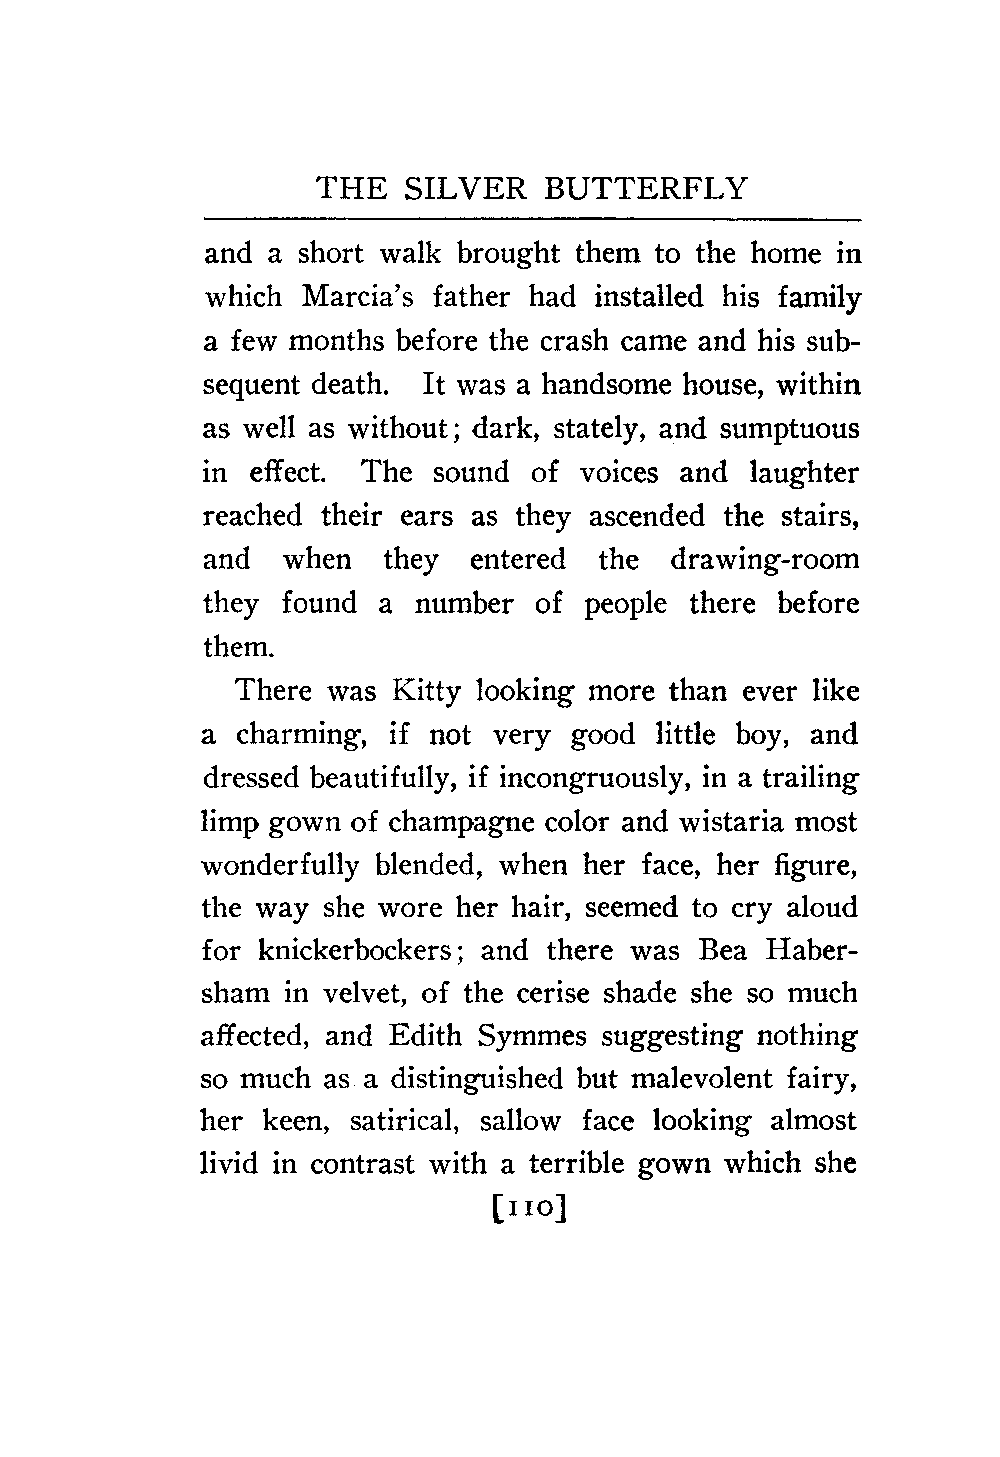 THE SILVER BUTTERFLY
and a short walk brought them to the home in
which Marcia's father had installed his family
a few months before the crash came and his sub-
sequent death. It was a handsome house, within
as well as without; dark, stately, and sumptuous
in effect. The sound of voices and laughter
reached their ears as they ascended the stairs,
and when they entered the drawing-room
they found a number of people there before
them.
There was Kitty looking more than ever like
a charming, if not very good little boy, and
dressed beautifully, if incongruously, in a trailing
limp gown of champagne color and wistaria most
wonderfully blended, when her face, her figure,
the way she wore her hair, seemed to cry aloud
for knickerbockers; and there was Bea Haber-
sham in velvet, of the cerise shade she so much
affected, and Edith Symmes suggesting nothing
so much as a distinguished but malevolent fairy,
her keen, satirical, sallow face looking almost
livid in contrast with a terrible gown which she
[110]